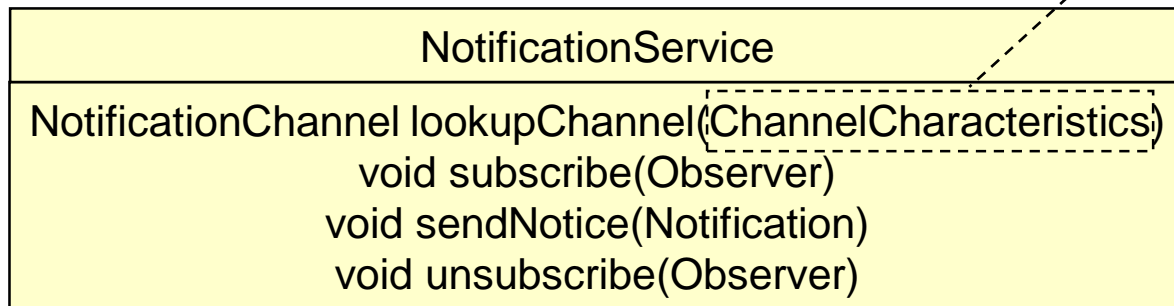 NotificationService
NotificationChannel lookupChannel(ChannelCharacteristics)
void subscribe(Observer)
void sendNotice(Notification)
void unsubscribe(Observer)